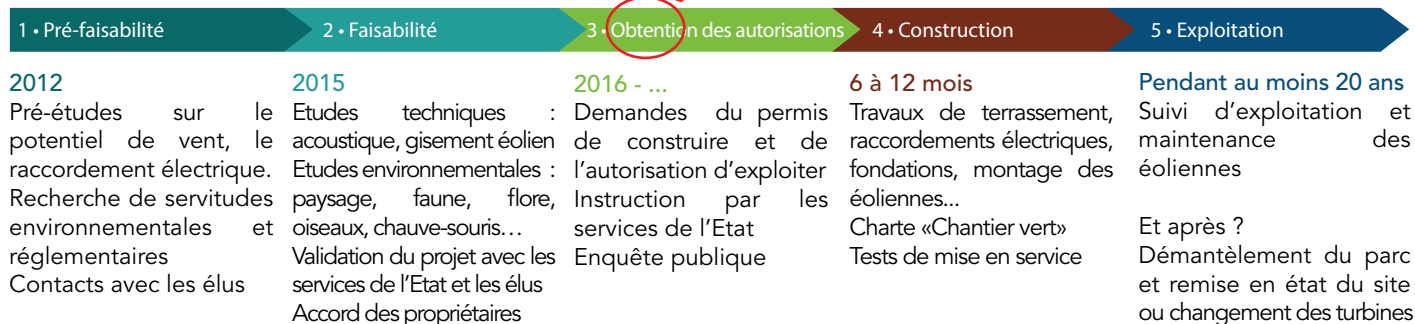 1 • Pré-faisabilité
2 • Faisabilité
3 • Obtention des autorisations
4 • Construction
5 • Exploitation
2012
Pré-études sur le
potentiel de vent, le
raccordement électrique.
Recherche de servitudes
environnementales et
réglementaires
Contacts avec les élus
2015
Etudes techniques :
acoustique, gisement éolien
Etudes environnementales :
paysage, faune, flore,
oiseaux, chauve-souris…
Validation du projet avec les
services de l'Etat et les élus
Accord des propriétaires
2016 - ...
Demandes du permis
de construire et de
l'autorisation d'exploiter
Instruction par les
services de l'Etat
Enquête publique
6 à 12 mois
Travaux de terrassement,
raccordements électriques,
fondations, montage des
éoliennes...
Charte «Chantier vert»
Tests de mise en service
Pendant au moins 20 ans
Suivi d'exploitation et
maintenance des
éoliennes
Et après ?
Démantèlement du parc
et remise en état du site
ou changement des turbines